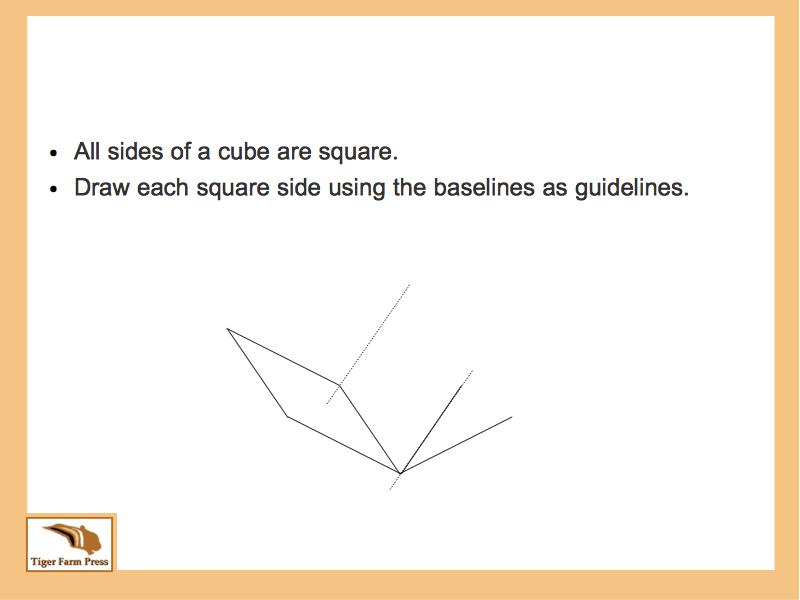 • All sides of a cube are square.
• Draw each square side using the baselines as guidelines.
Tiger Farm Press